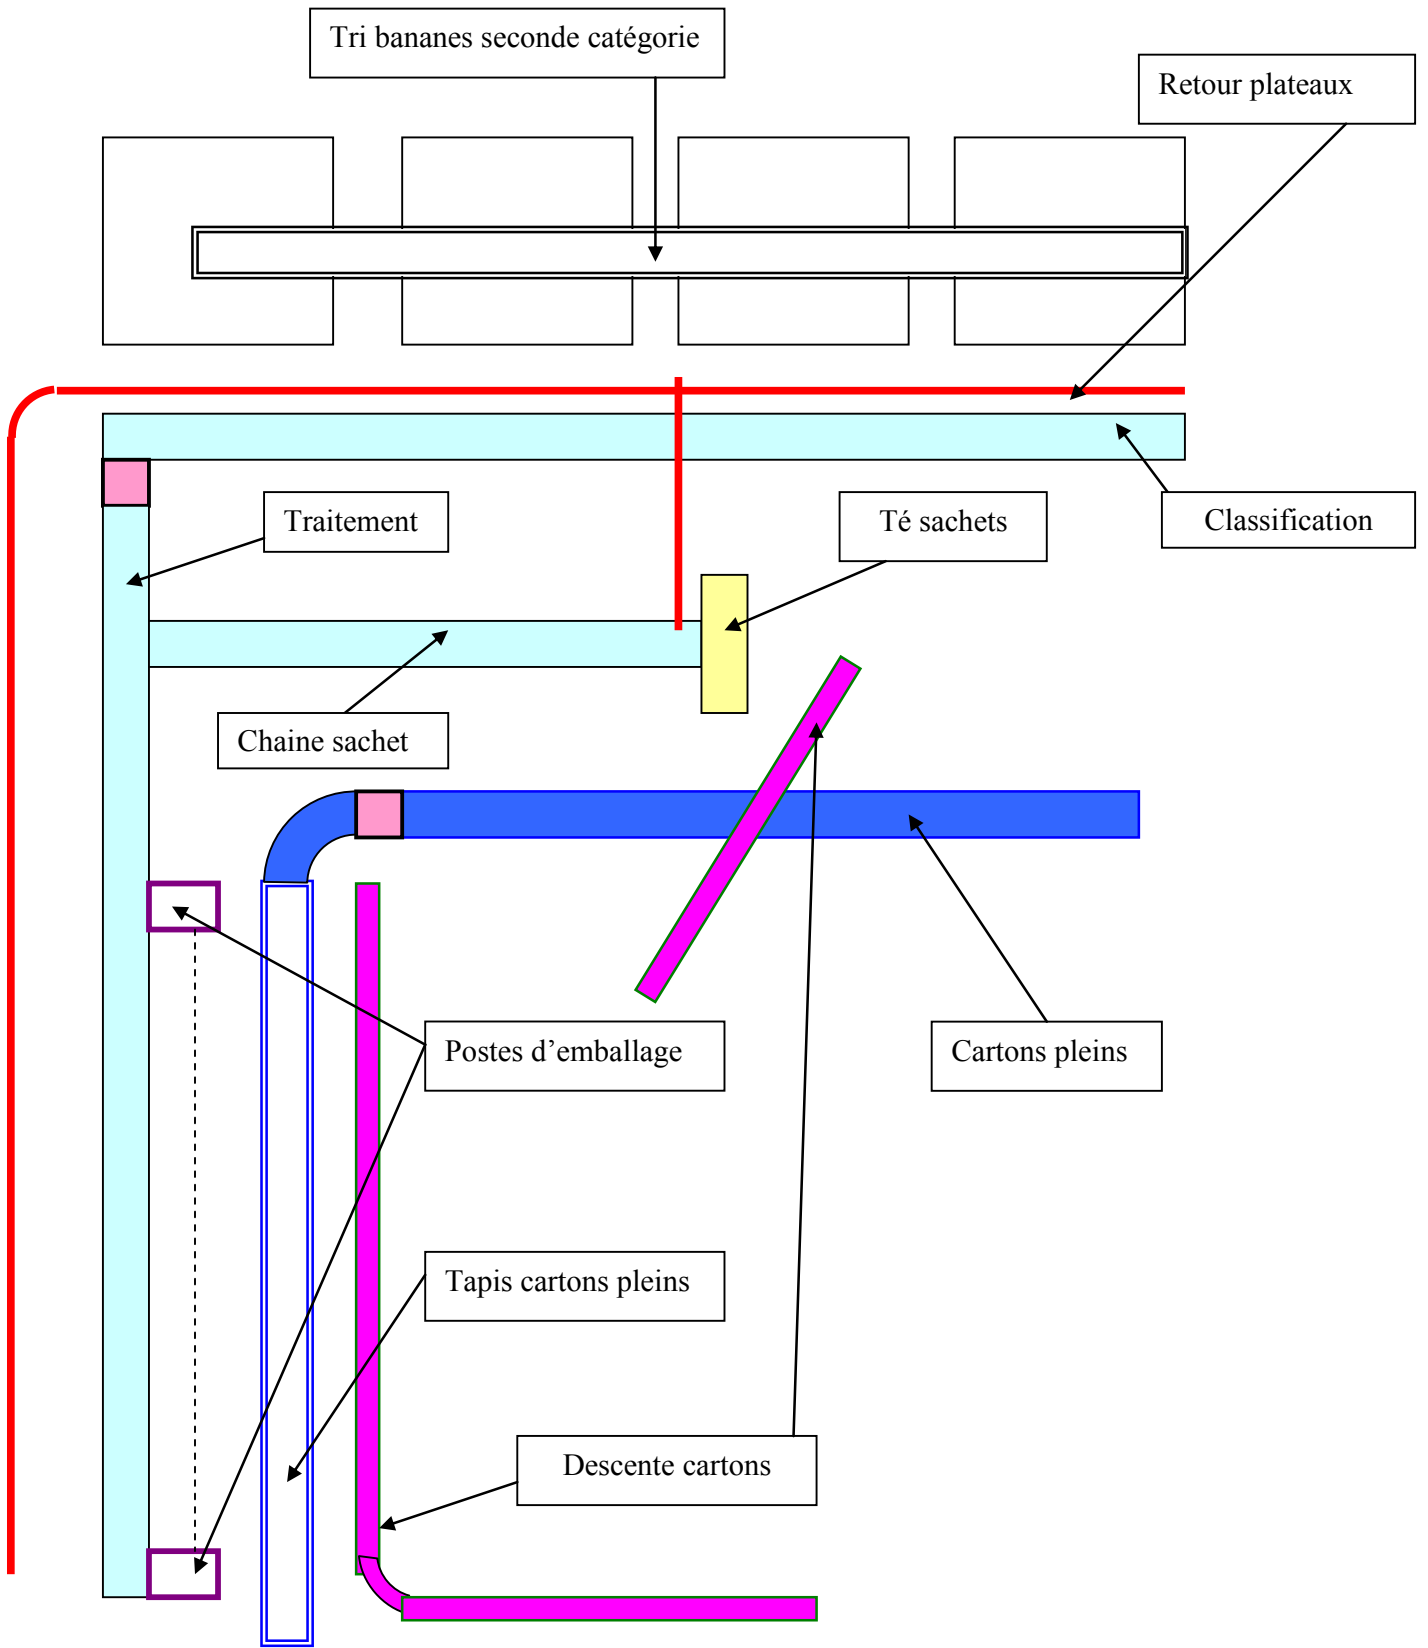 Tri bananes seconde catégorie
Retour plateaux
Traitement
Té sachets
Classification
Chaine sachet
Postes d’emballage
Cartons pleins
Tapis cartons pleins
Descente cartons